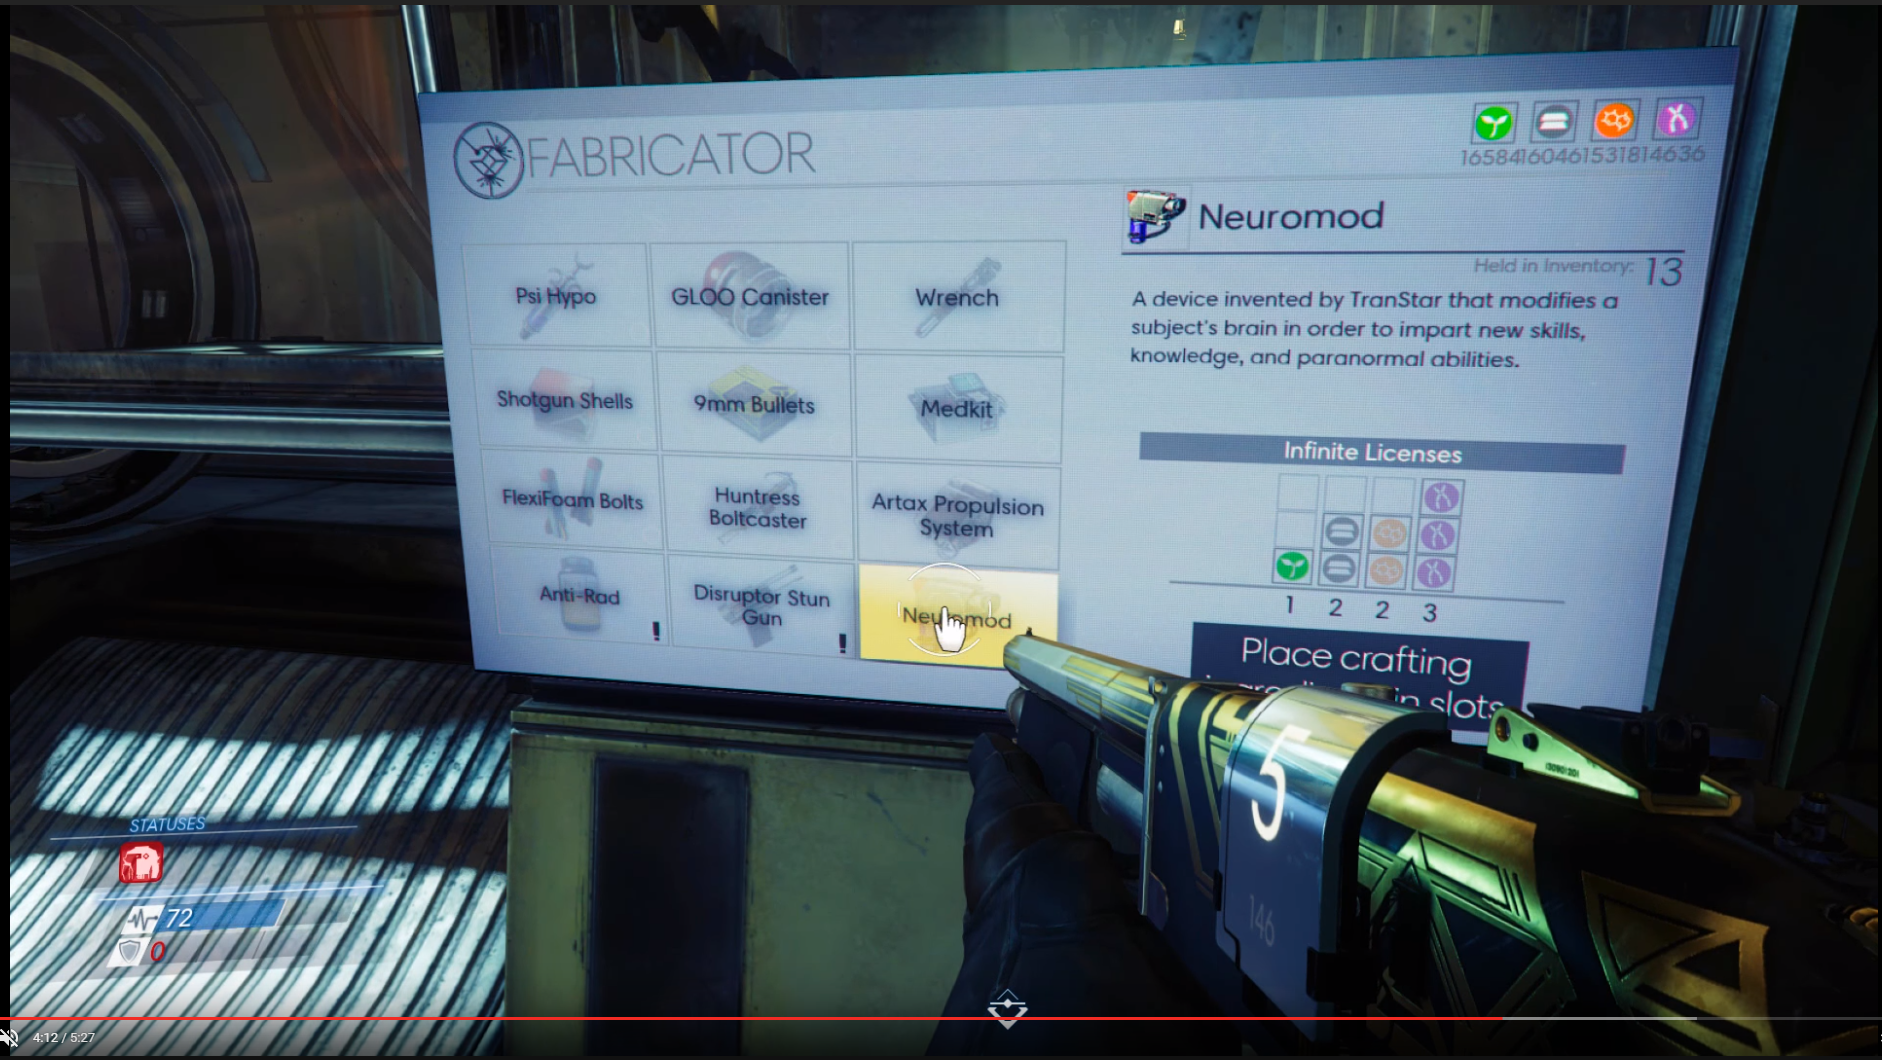 FABRICATOR
16584160461531814636
Neuromod
Held in Inventory: 13
A device invented by TranStar that modifies a
subject's brain in order to impart new skills,
knowledge, and paranormal abilities.
Psi Hypo
GLOO Canister
Wrench
Shotgun Shells
9mm Bullets
Medkit
FlexiFoam Bolts
Huntress
Boltcaster
Artax Propulsion
System
Anti-Rad
!
Disruptor Stun
Gun
!
Neuromod
Infinite Licenses
1 2 2 3
Place crafting
in slots
5
146
STATUSES
72
0
4:12 / 5:27